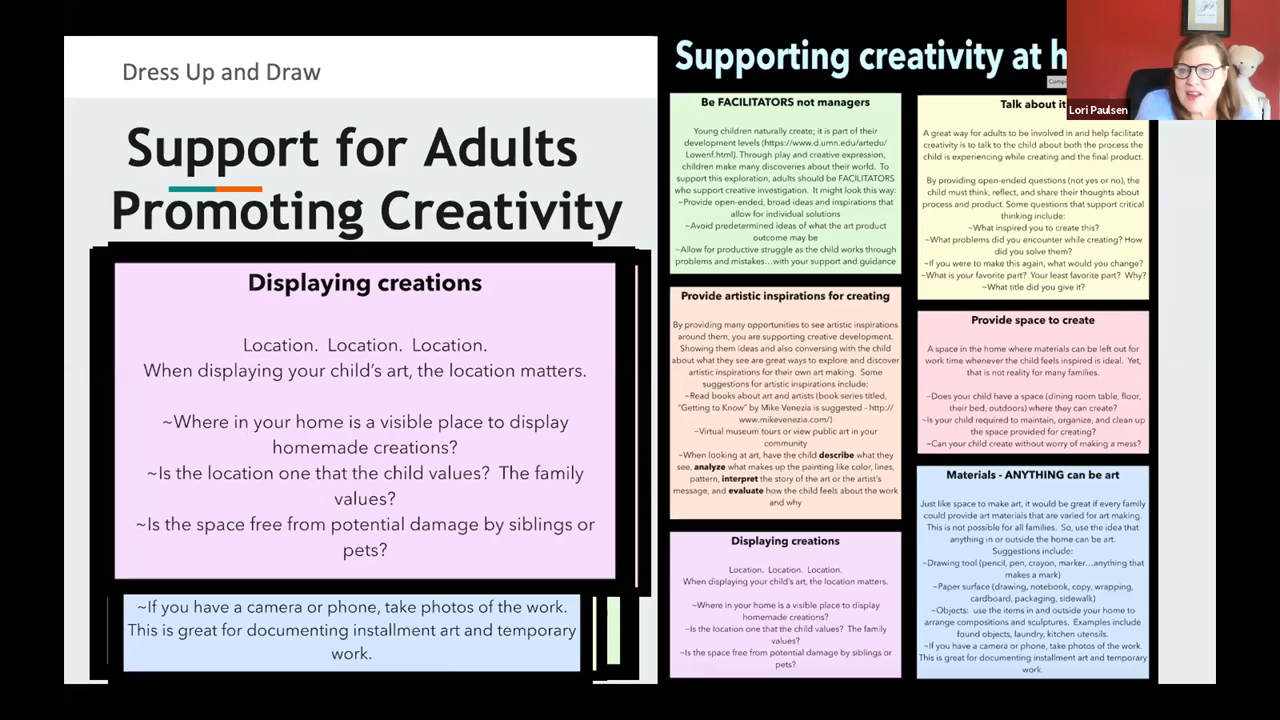 Dress Up and Draw
Support for Adults
Promoting Creativity
Displaying creations
Location. Location. Location.
When displaying your child's art, the location matters.
~Where in your home is a visible place to display
homemade creations?
~Is the location one that the child values? The family
values?
~Is the space free from potential damage by siblings or
pets?
~If you have a camera or phone, take photos of the work.
This is great for documenting installment art and temporary
work.
Supporting creativity at h
Be FACILITATORS not managers
Young children naturally create; it is part of their
development levels (https://www.d.umn.edu/artedu/
Lowenf.html). Through play and creative expression,
children make many discoveries about their world. To
support this exploration, adults should be FACILITATORS
who support creative investigation. It might look this way:
~Provide open-ended, broad ideas and inspirations that
allow for individual solutions
~Avoid predetermined ideas of what the art product
outcome may be
~Allow for productive struggle as the child works through
problems and mistakes...with your support and guidance
Provide artistic inspirations for creating
By providing many opportunities to see artistic inspirations
around them, you are supporting creative development.
Showing them ideas and also conversing with the child
about what they see are great ways to explore and discover
artistic inspirations for their own art making. Some
suggestions for artistic inspirations include:
~Read books about art and artists (book series titled,
"Getting to Know" by Mike Venezia is suggested - http://
www.mikevenezia.com/)
~Virtual museum tours or view public art in your
community
~When looking at art, have the child describe what they
see, analyze what makes up the painting like color, lines,
pattern, interpret the story of the art or the artist's
message, and evaluate how the child feels about the work
and why
Displaying creations
Location. Location. Location.
When displaying your child's art, the location matters.
~Where in your home is a visible place to display
homemade creations?
~Is the location one that the child values? The family
values?
~Is the space free from potential damage by siblings or
pets?
Talk about it
A great way for adults to be involved in and help facilitate
creativity is to talk to the child about both the process the
child is experiencing while creating and the final product.
By providing open-ended questions (not yes or no), the
child must think, reflect, and share their thoughts about
process and product. Some questions that support critical
thinking include:
~What inspired you to create this?
~What problems did you encounter while creating? How
did you solve them?
~If you were to make this again, what would you change?
~What is your favorite part? Your least favorite part? Why?
~What title did you give it?
Provide space to create
A space in the home where materials can be left out for
work time whenever the child feels inspired is ideal. Yet,
that is not reality for many families.
~Does your child have a space (dining room table, floor,
their bed, outdoors) where they can create?
~Is your child required to maintain, organize, and clean up
the space provided for creating?
~Can your child create without worry of making a mess?
Materials - ANYTHING can be art
Just like space to make art, it would be great if every family
could provide art materials that are varied for art making.
This is not possible for all families. So, use the idea that
anything in or outside the home can be art.
Suggestions include:
~Drawing tool (pencil, pen, crayon, marker...anything that
makes a mark)
~Paper surface (drawing, notebook, copy, wrapping,
cardboard, packaging, sidewalk)
~Objects: use the items in and outside your home to
arrange compositions and sculptures. Examples include
found objects, laundry, kitchen utensils.
~If you have a camera or phone, take photos of the work.
This is great for documenting installment art and temporary
work.
Lori Paulsen